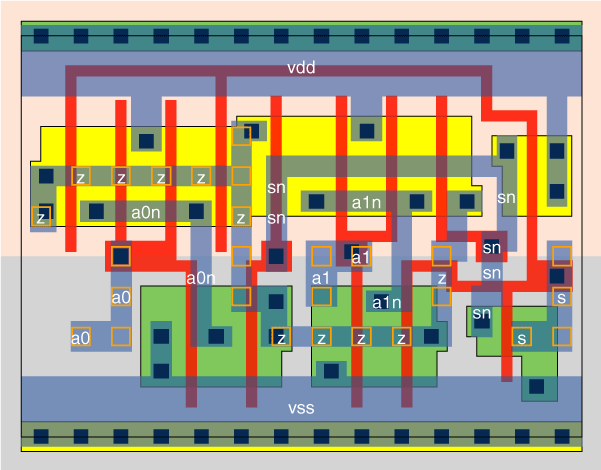 vdd
z z z z
sn sn
z a0n sn a1n
a0n a1 a1 sn
z sn
a0 a1n s
sn
a0 z z z z s
vss